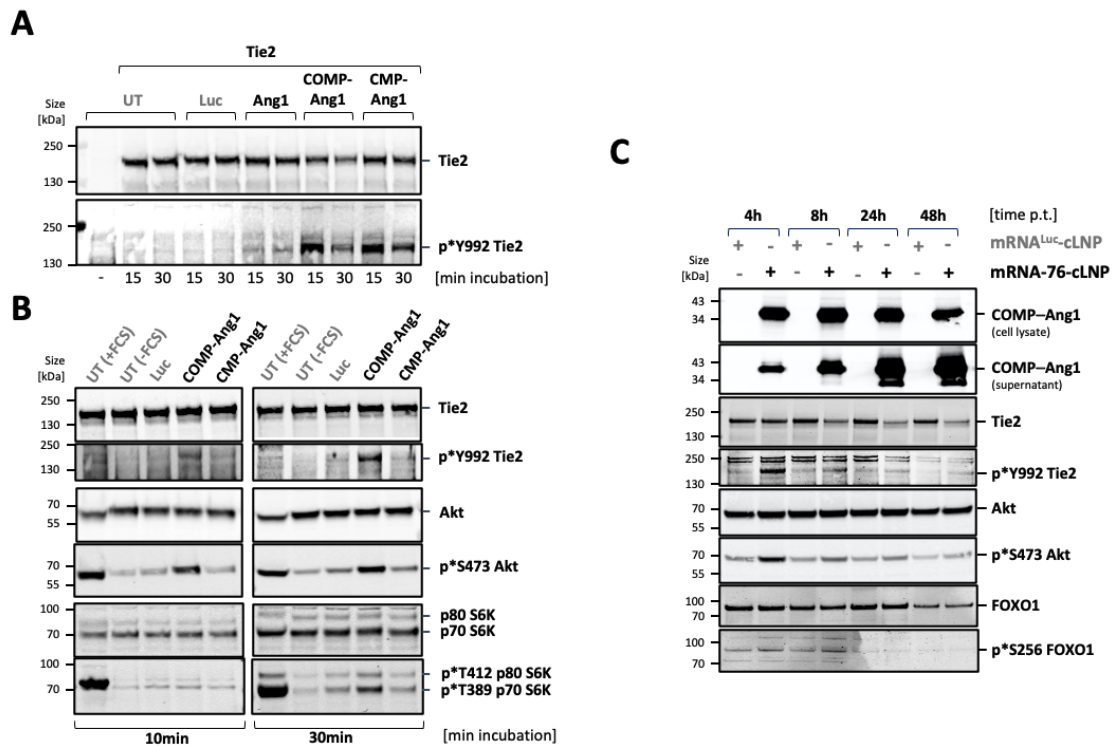 A
Tie2
UT Luc Ang1 COMP-Ang1 CMP-Ang1
Size [kDa]
250
130
Tie2
250
130
p*Y992 Tie2
- 15 30 15 30 15 30 15 30 15 30 [min incubation]
B
Size [kDa]
UT (+FCS) UT (-FCS) Luc COMP-Ang1 CMP-Ang1 UT (+FCS) UT (-FCS) Luc COMP-Ang1 CMP-Ang1
250
130
Tie2
250
130
p*Y992 Tie2
70
55
Akt
70
55
p*S473 Akt
100
70
p80 S6K
p70 S6K
100
70
p*T412 p80 S6K
p*T389 p70 S6K
10min 30min [min incubation]
C
4h 8h 24h 48h [time p.t.]
+ - + - + - + - mRNALuc-cLNP
- + - + - + - + mRNA-76-cLNP
Size [kDa]
43
34
COMP–Ang1
(cell lysate)
43
34
COMP–Ang1
(supernatant)
250
130
Tie2
250
130
p*Y992 Tie2
70
55
Akt
70
55
p*S473 Akt
100
70
FOXO1
100
70
p*S256 FOXO1